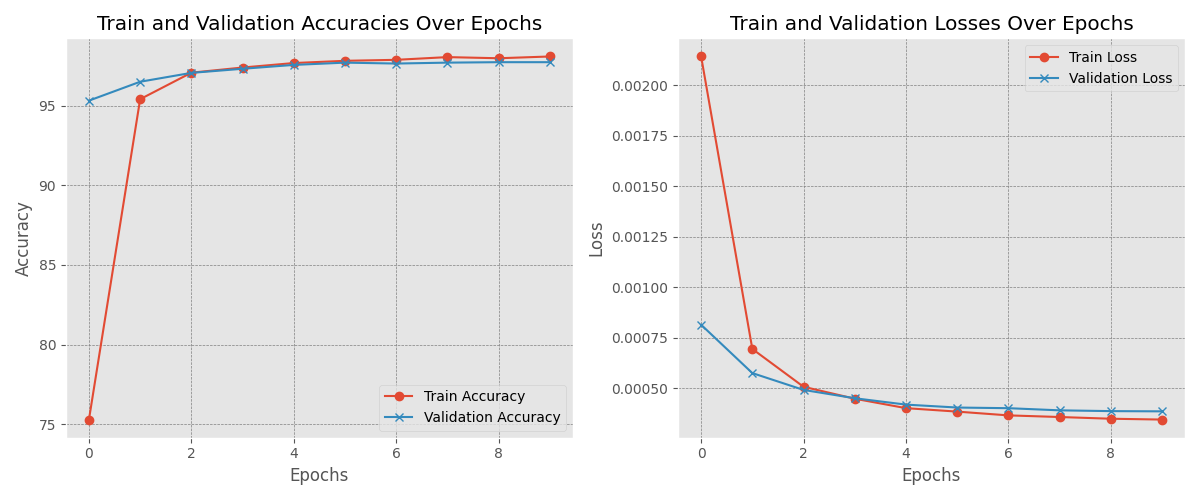 Train and Validation Accuracies Over Epochs
Accuracy
95
90
85
80
75
0 2 4 6 8
Epochs
Train Accuracy
Validation Accuracy
Train and Validation Losses Over Epochs
Loss
0.00200
0.00175
0.00150
0.00125
0.00100
0.00075
0.00050
0 2 4 6 8
Epochs
Train Loss
Validation Loss